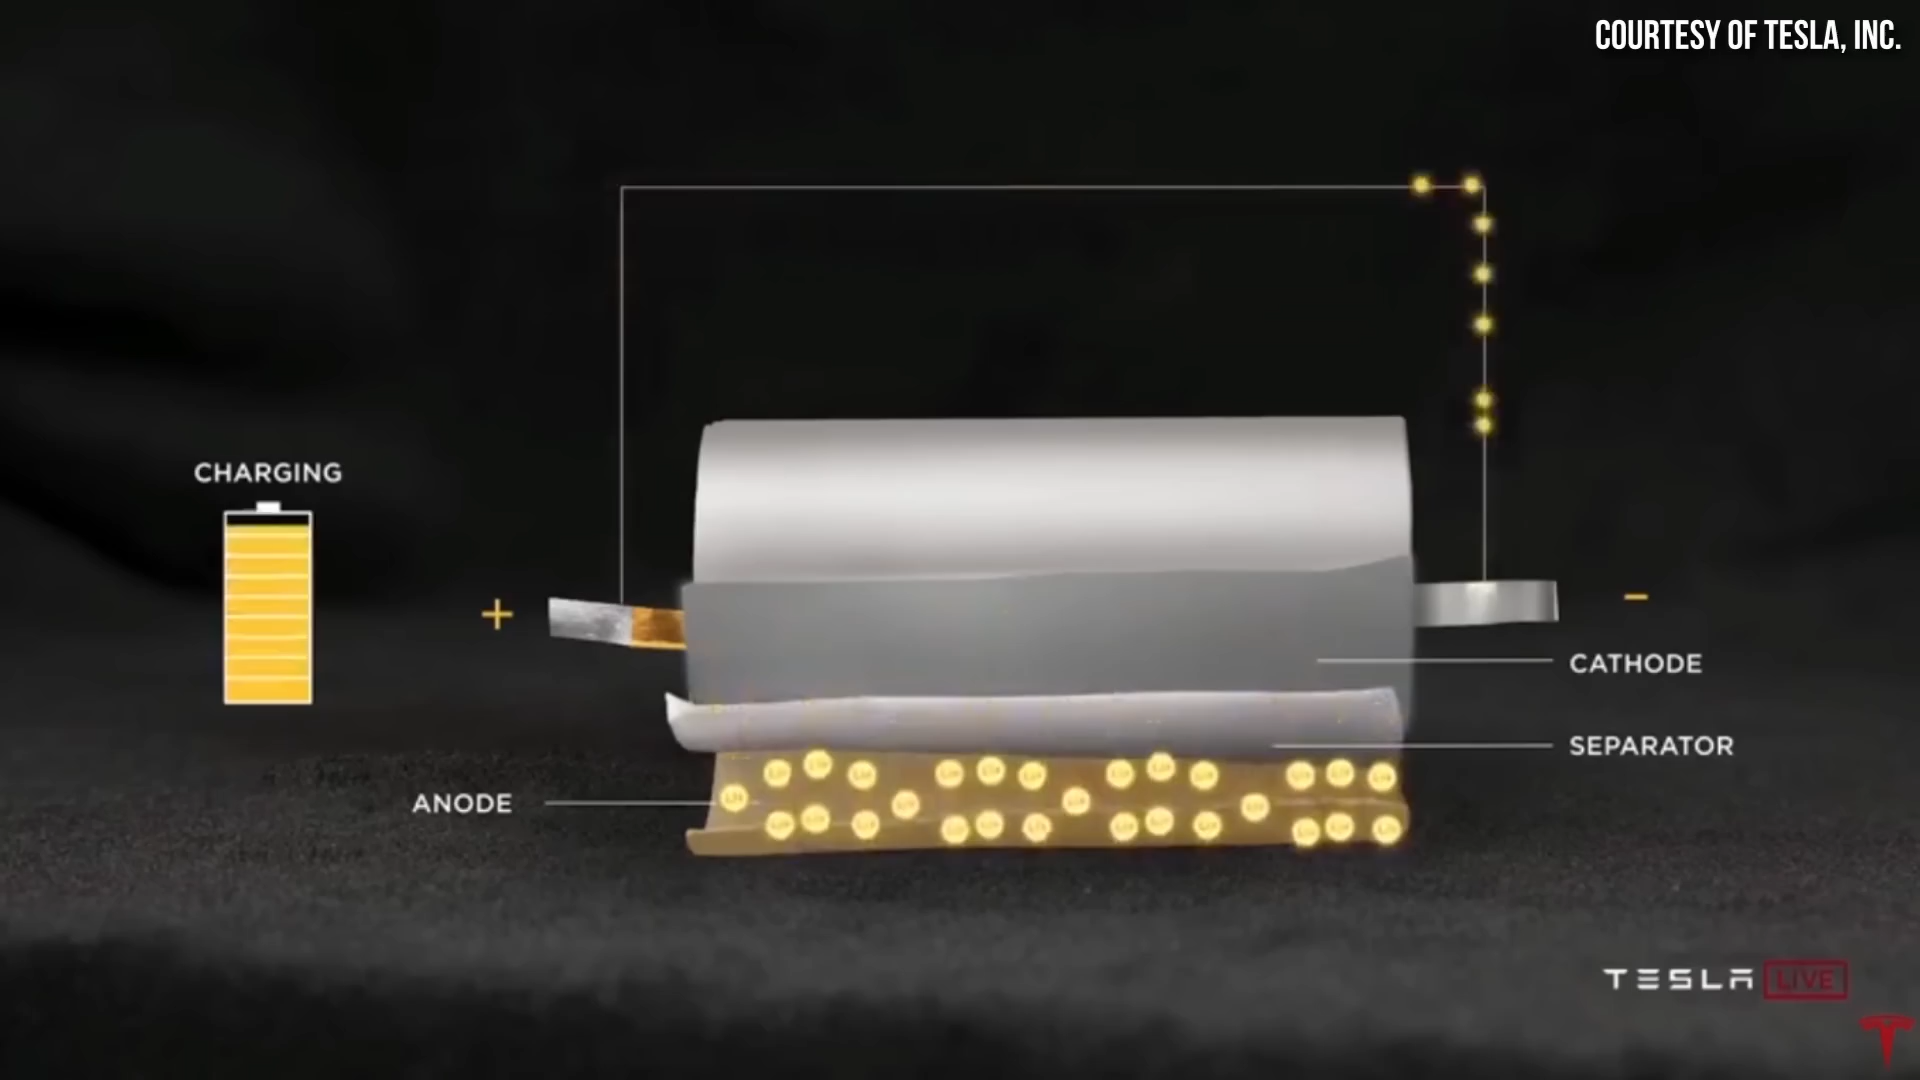 COURTESY OF TESLA, INC.
CHARGING
+
−
CATHODE
SEPARATOR
ANODE
TESLA LIVE